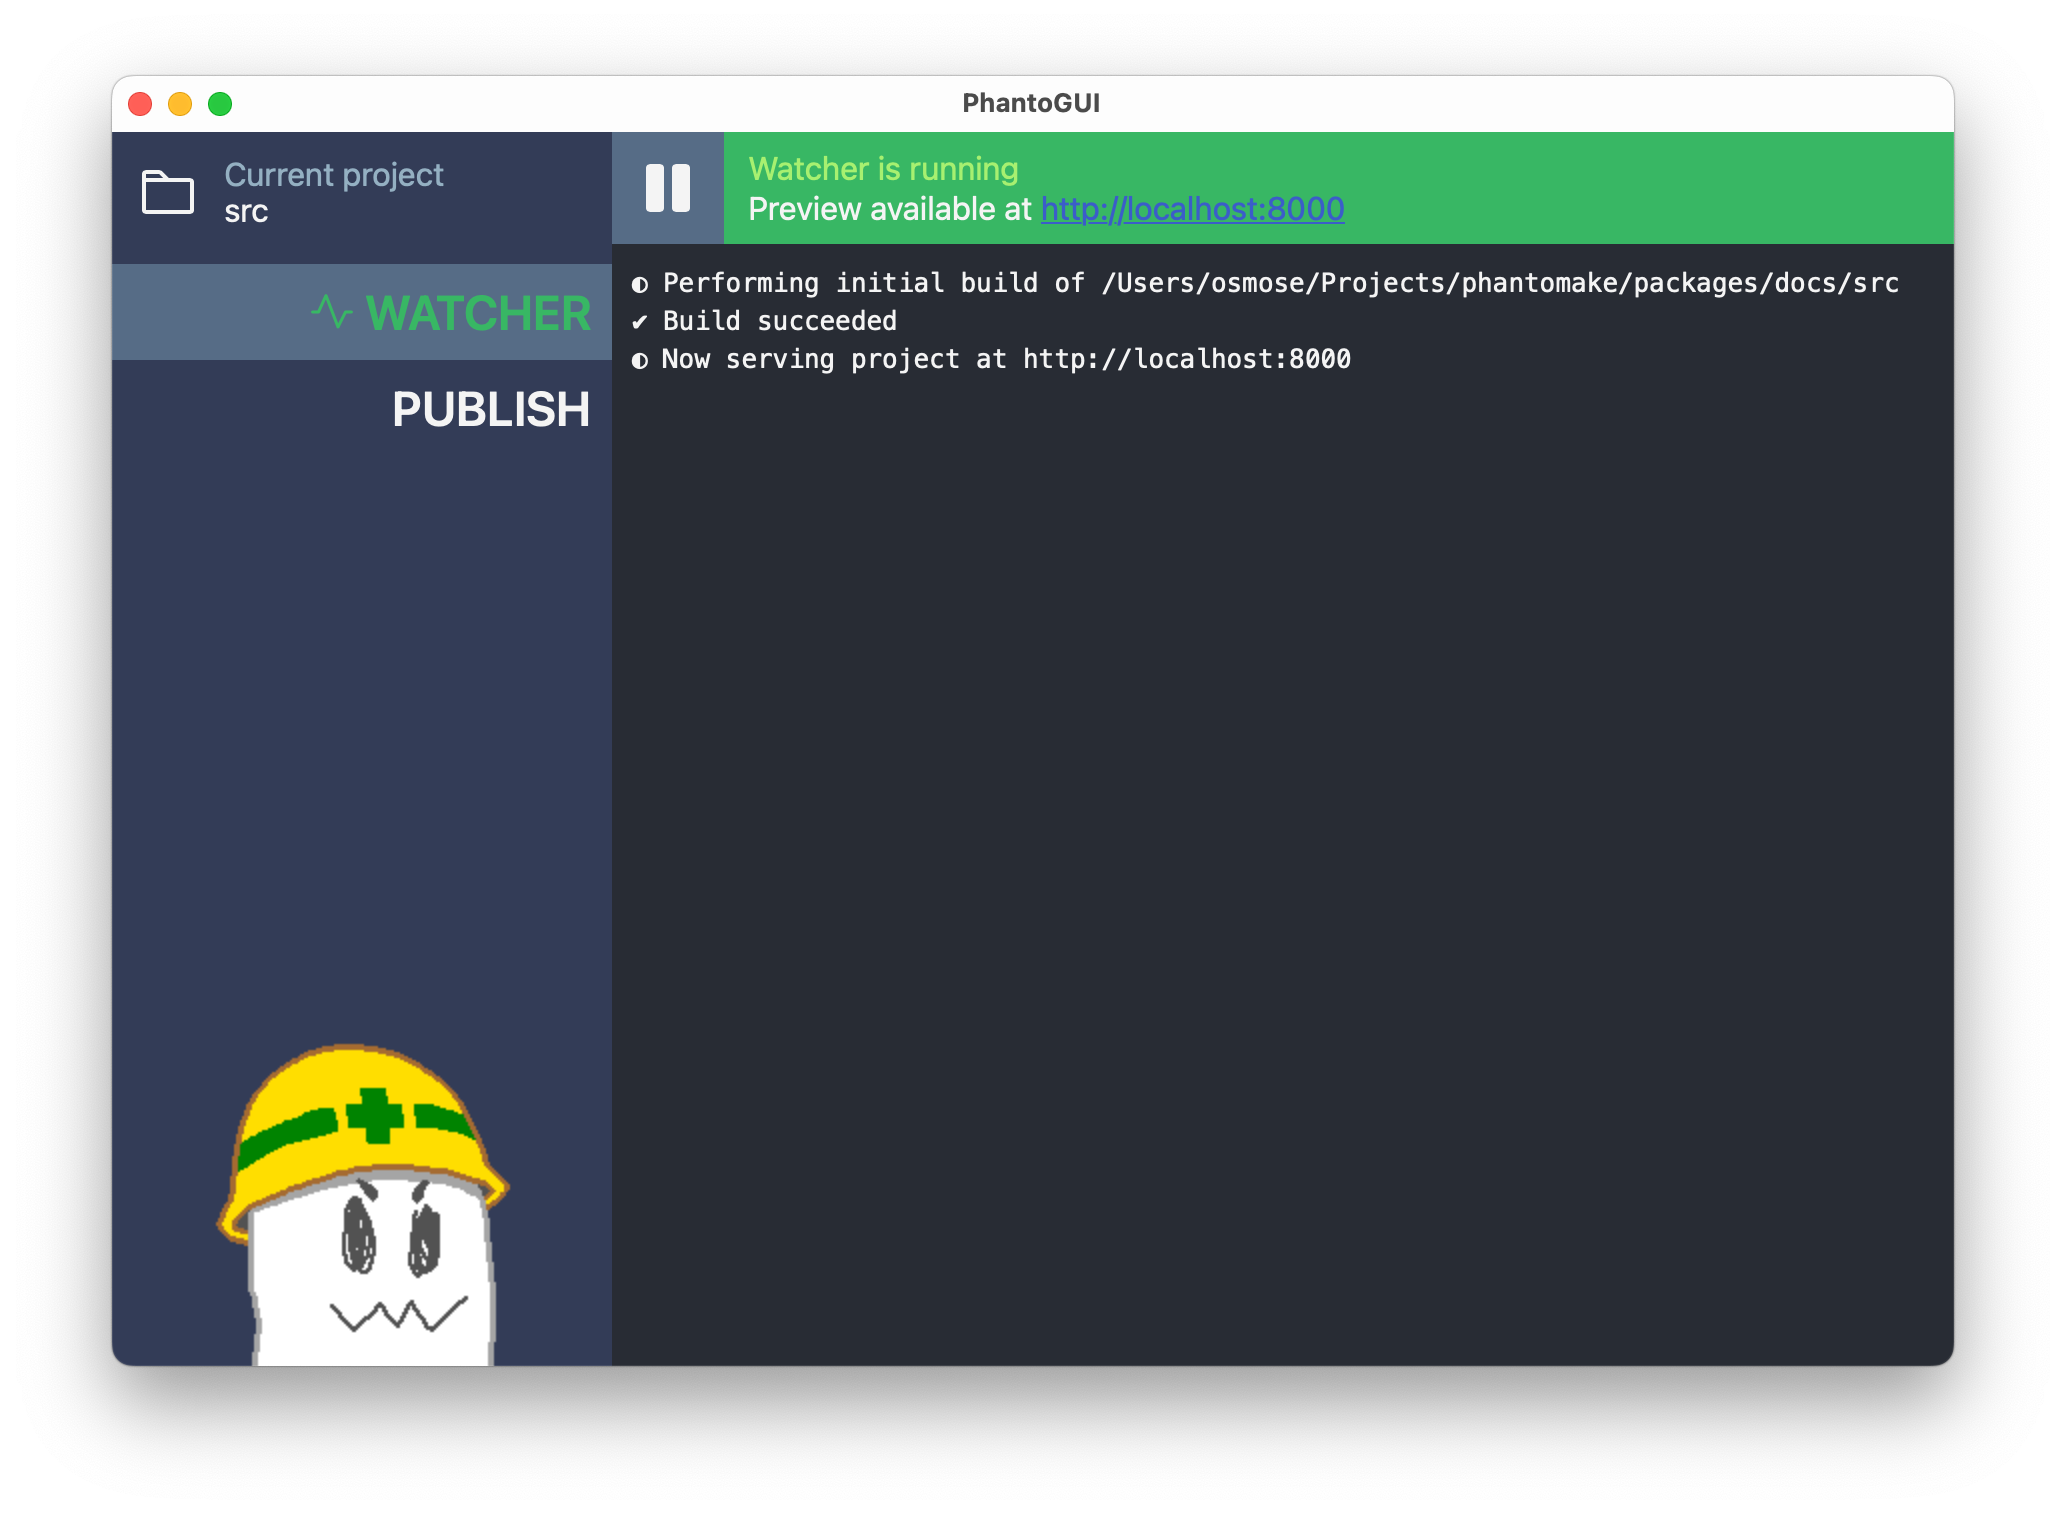 PhantoGUI
Current project
src
WATCHER
PUBLISH
Watcher is running
Preview available at http://localhost:8000
◐ Performing initial build of /Users/osmose/Projects/phantomake/packages/docs/src
✔ Build succeeded
◐ Now serving project at http://localhost:8000